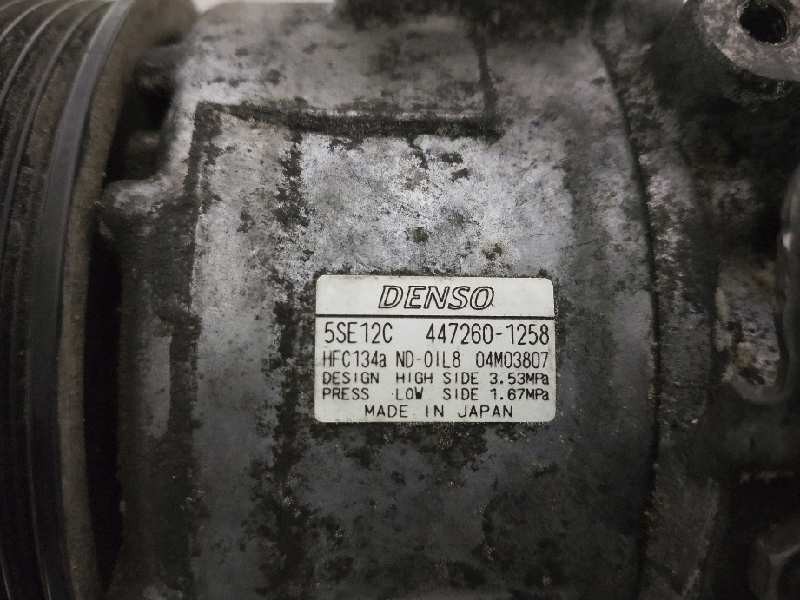 DENSO
5SE12C 447260-1258
HFC134a ND-OIL8 04M03807
DESIGN HIGH SIDE 3.53MPa
PRESS LOW SIDE 1.67MPa
MADE IN JAPAN